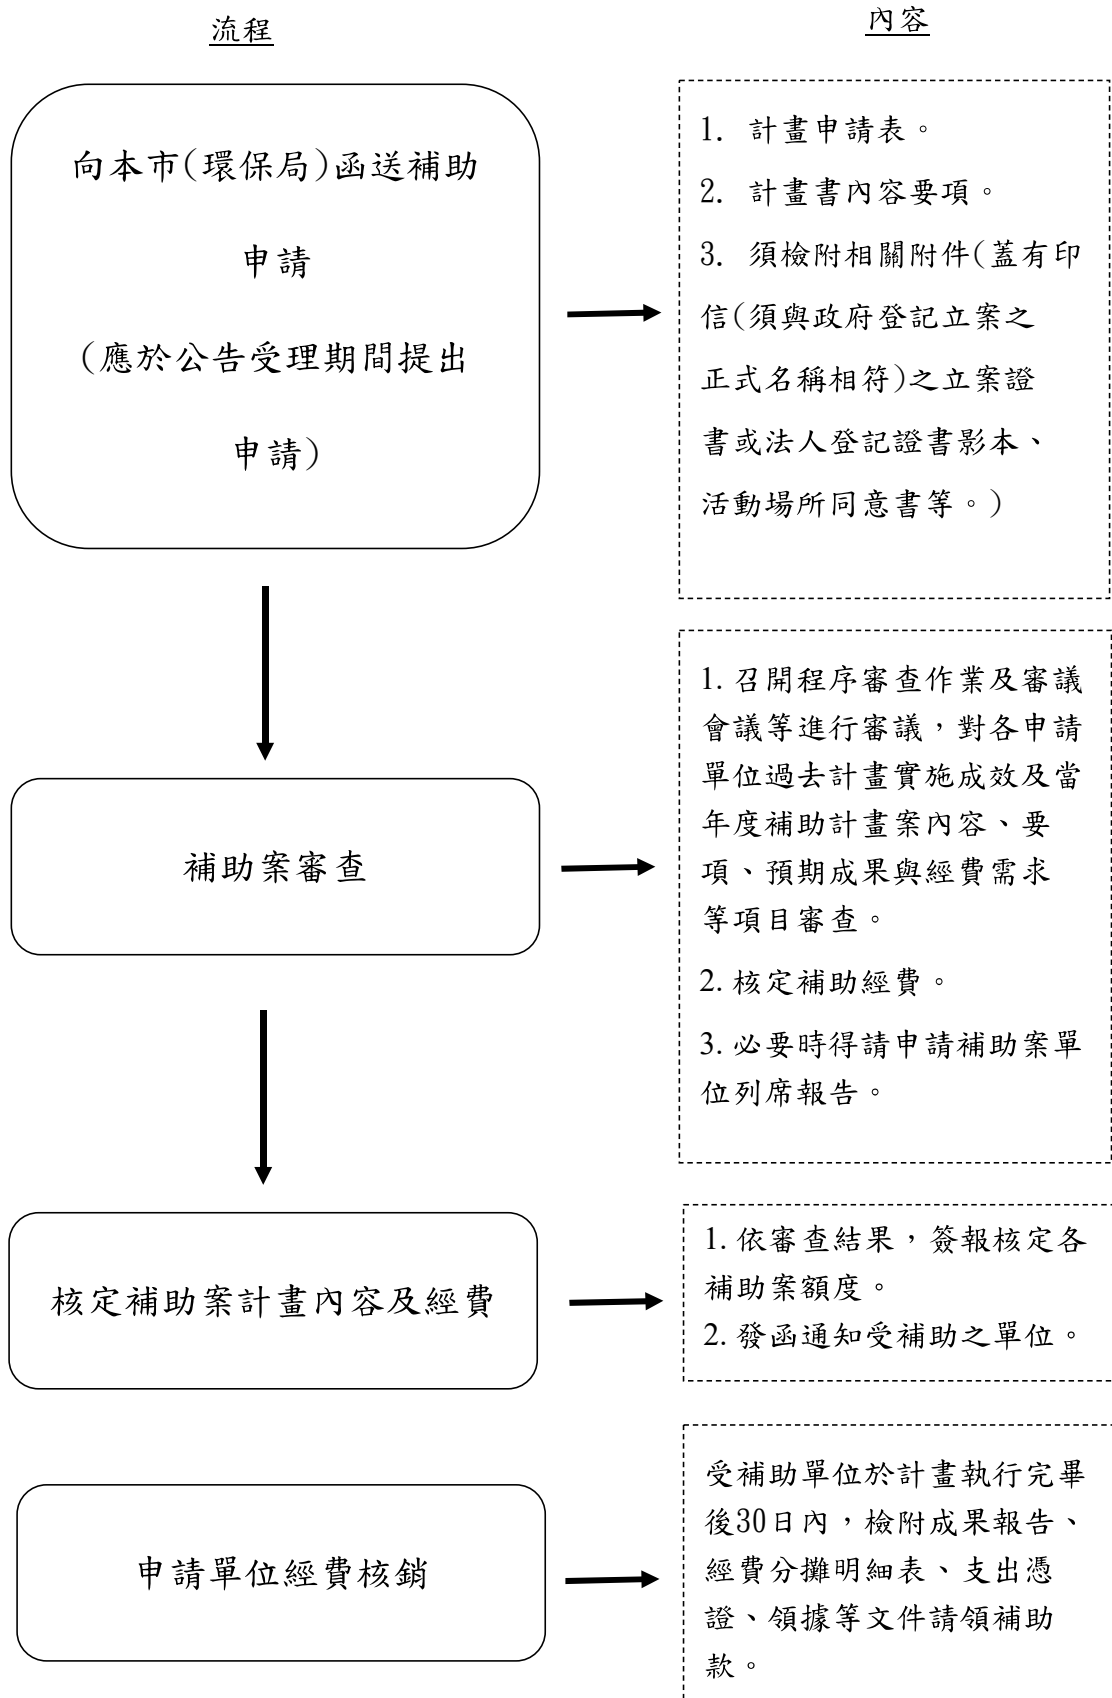 流程
內容
向本市(環保局)函送補助
申請
(應於公告受理期間提出
申請)
1. 計畫申請表。
2. 計畫書內容要項。
3. 須檢附相關附件(蓋有印
信(須與政府登記立案之
正式名稱相符)之立案證
書或法人登記證書影本、
活動場所同意書等。)
補助案審查
1.召開程序審查作業及審議
會議等進行審議，對各申請
單位過去計畫實施成效及當
年度補助計畫案內容、要
項、預期成果與經費需求
等項目審查。
2.核定補助經費。
3.必要時得請申請補助案單
位列席報告。
核定補助案計畫內容及經費
1.依審查結果，簽報核定各
補助案額度。
2.發函通知受補助之單位。
申請單位經費核銷
受補助單位於計畫執行完畢
後30日內，檢附成果報告、
經費分攤明細表、支出憑
證、領據等文件請領補助
款。